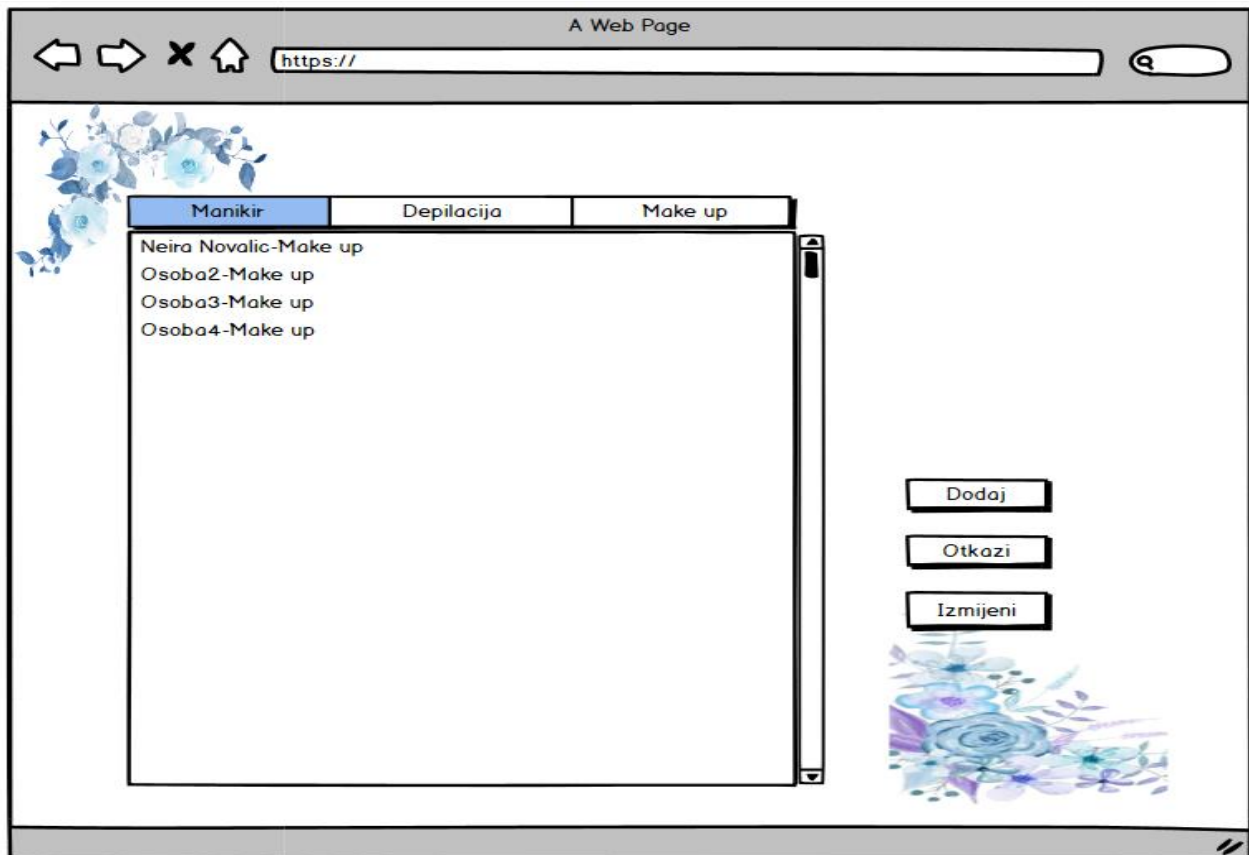 A Web Page
https://
Manikir Depilacija Make up
Neira Novalic-Make up
Osoba2-Make up
Osoba3-Make up
Osoba4-Make up
Dodaj
Otkazi
Izmijeni